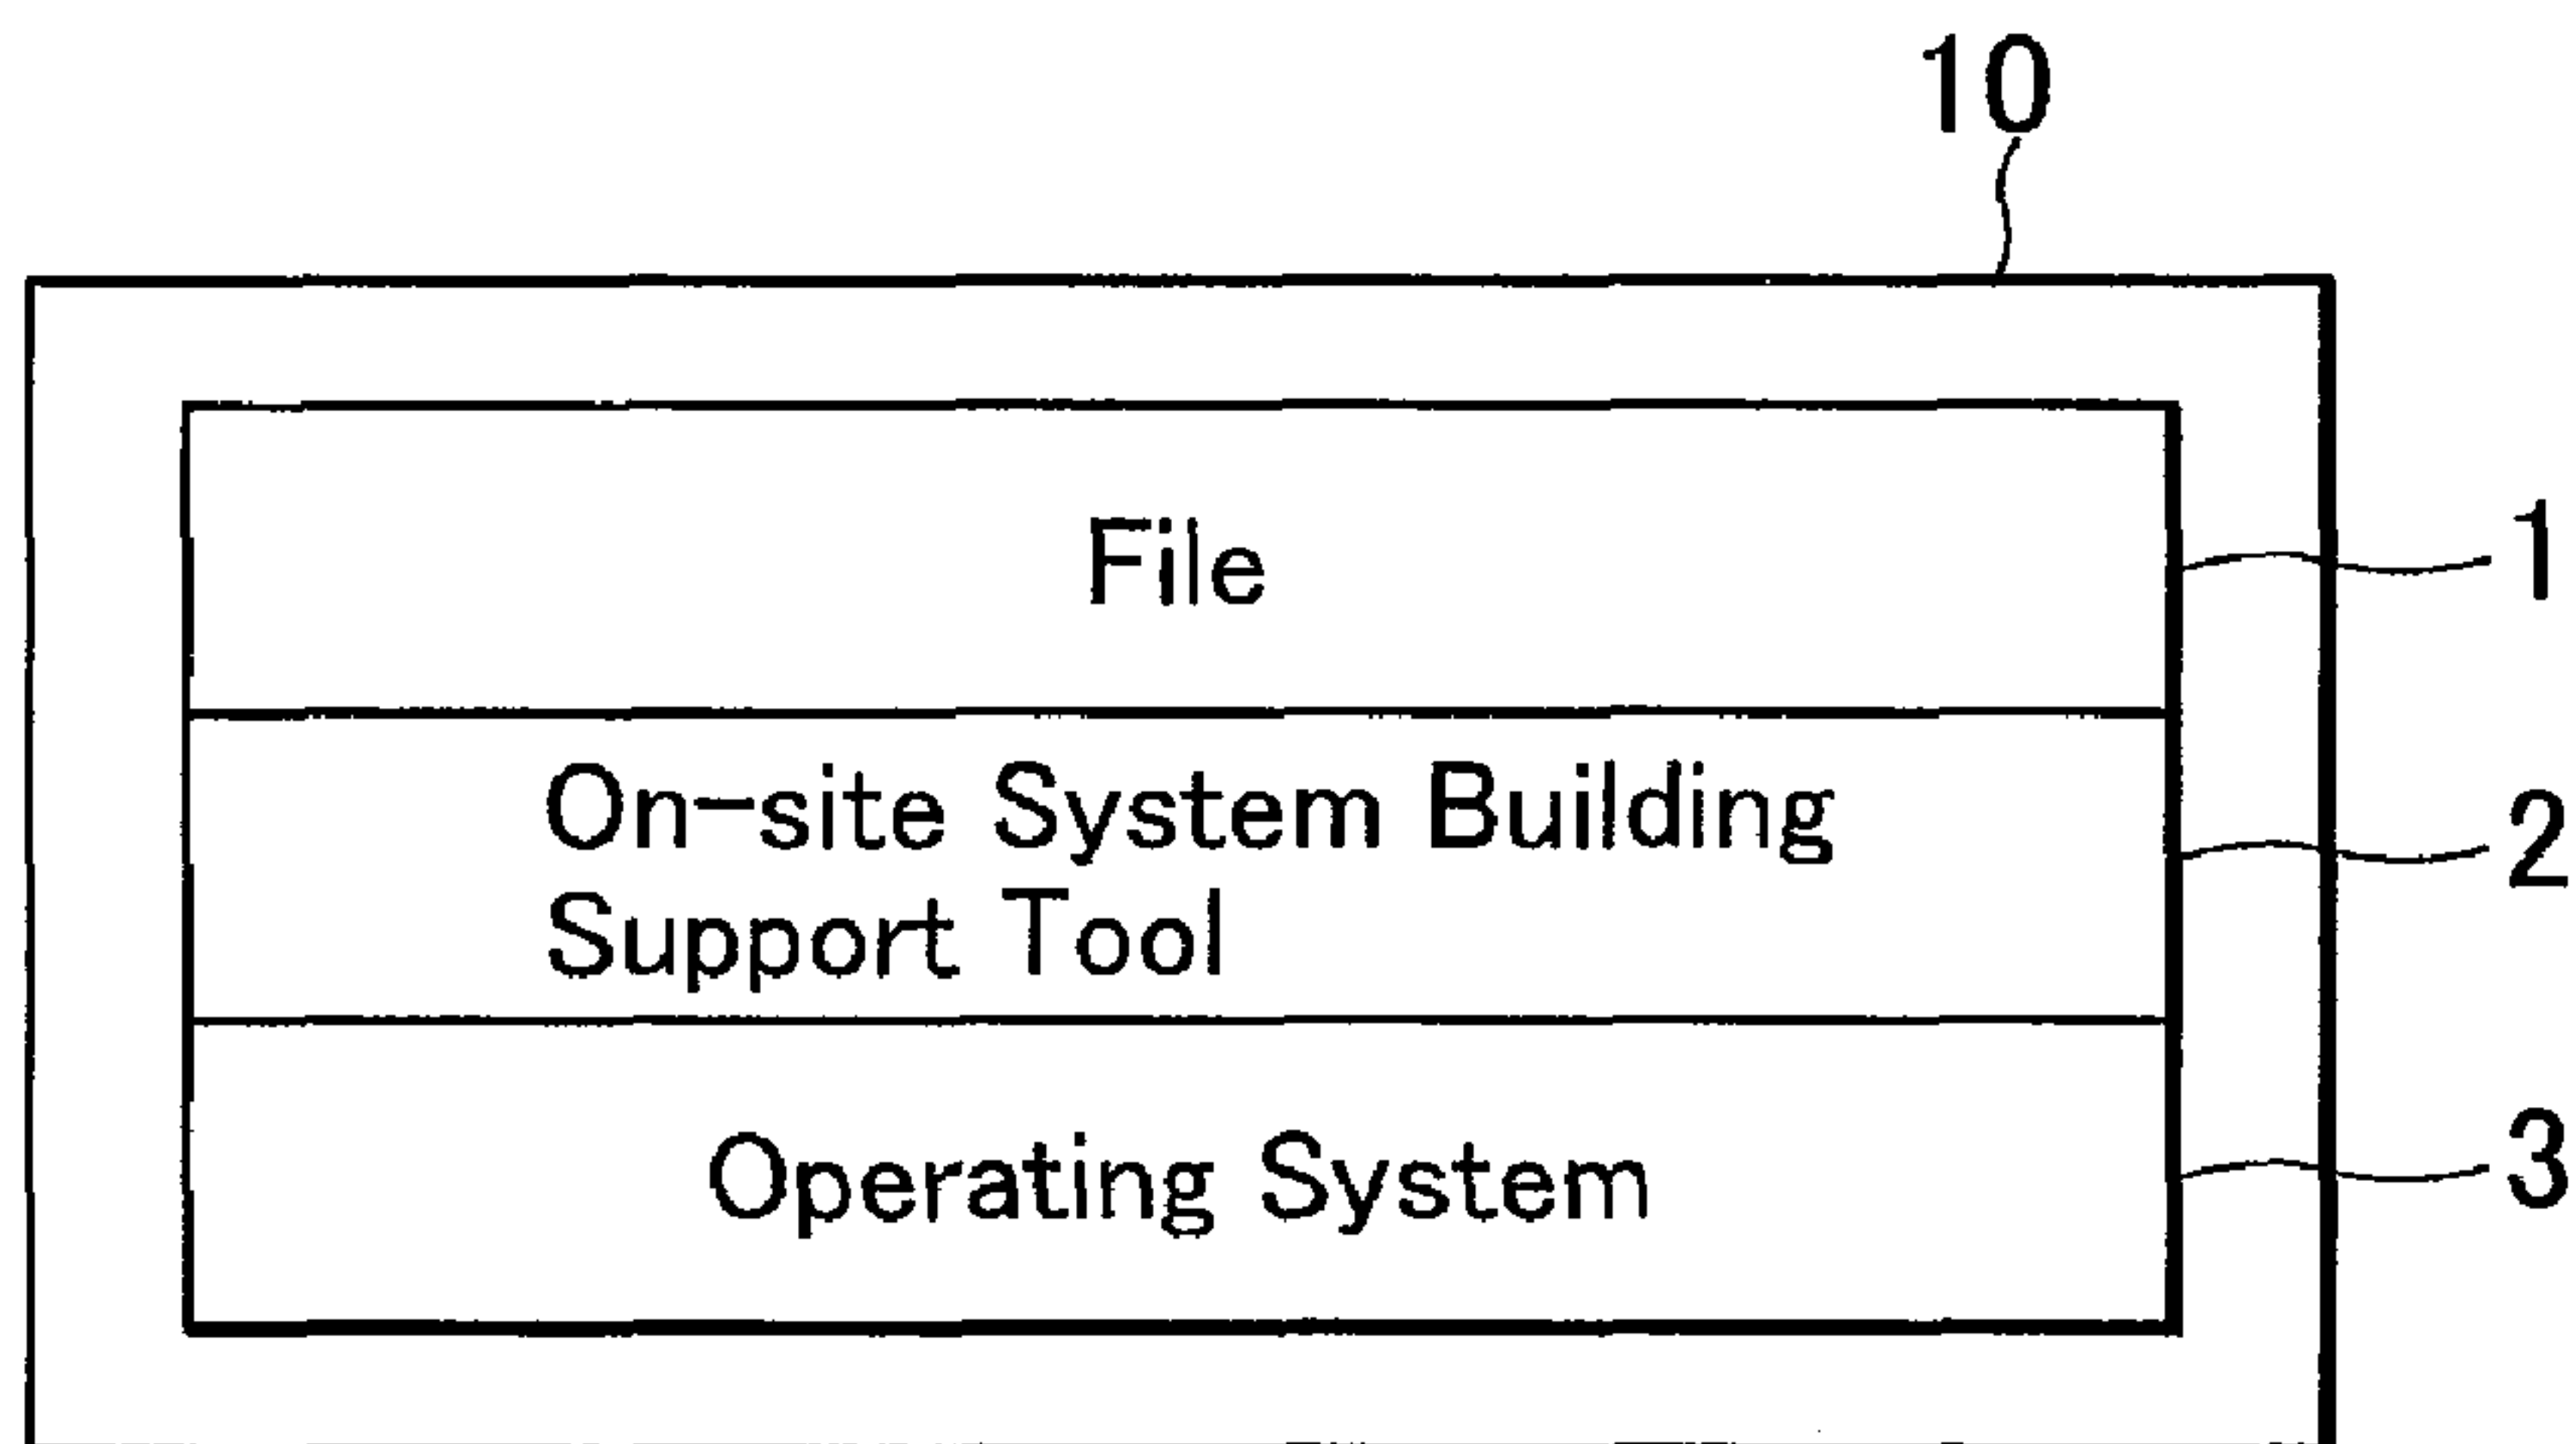 10
File
1
On-site System Building
Support Tool
2
Operating System
3